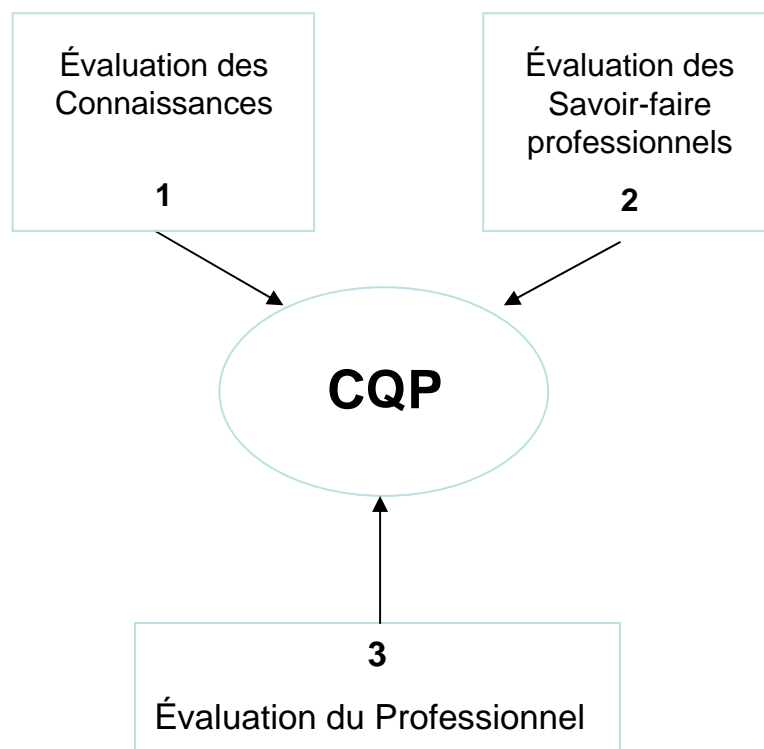 Évaluation des
Connaissances
1
Évaluation des
Savoir-faire
professionnels
2
CQP
3
Évaluation du Professionnel